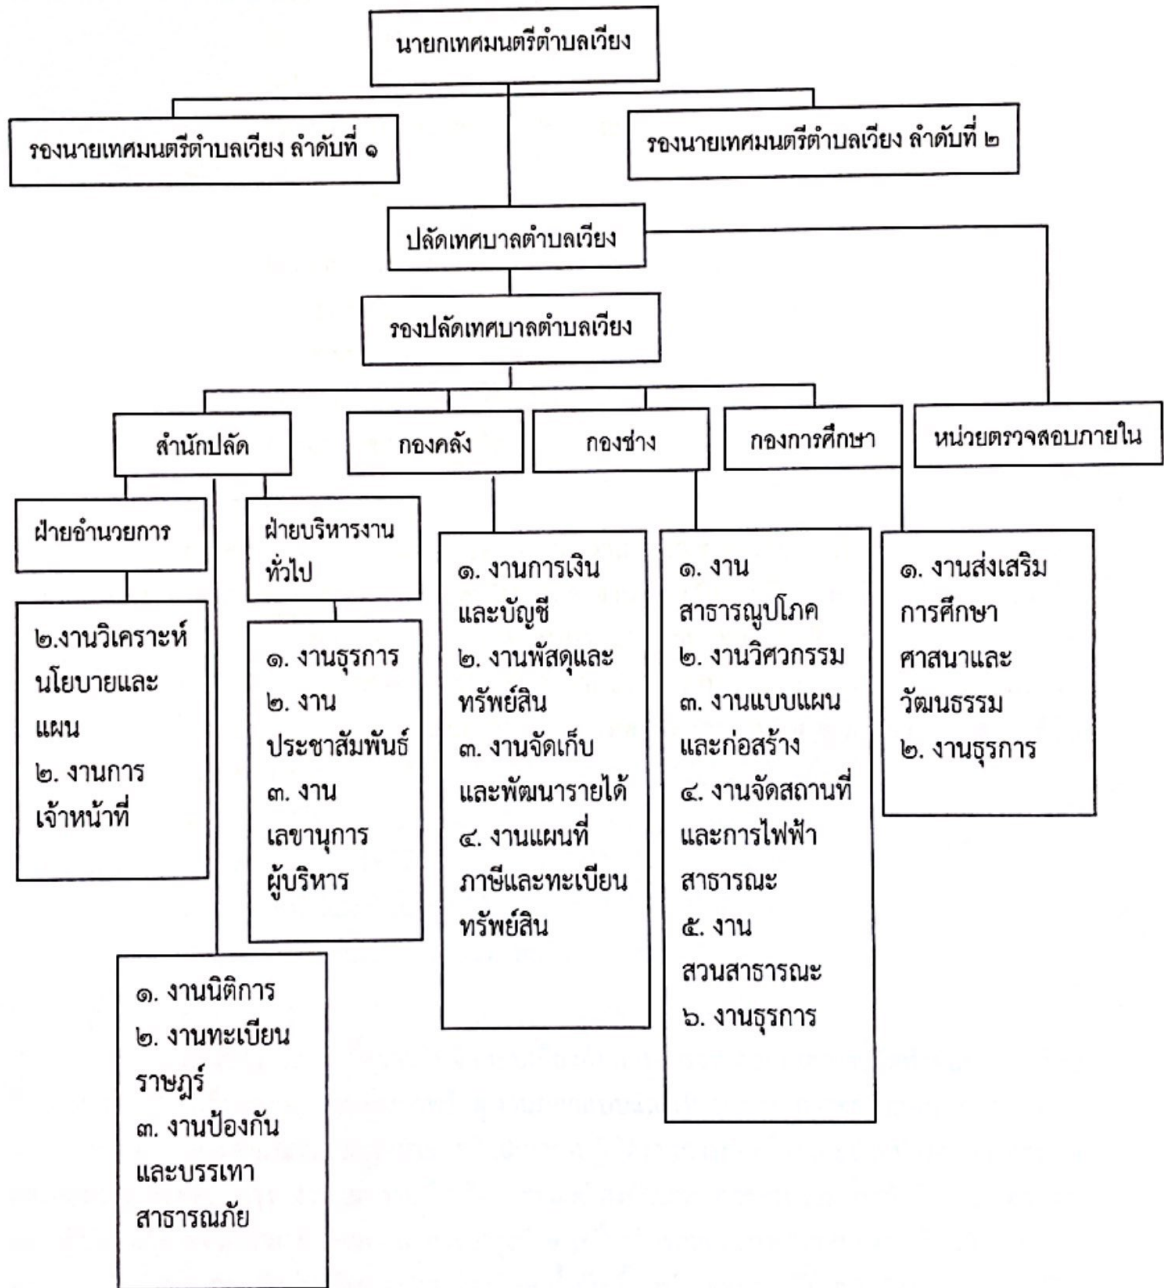 นายกเทศมนตรีตำบลเวียง
รองนายเทศมนตรีตำบลเวียง ลำดับที่ ๑
รองนายเทศมนตรีตำบลเวียง ลำดับที่ ๒
ปลัดเทศบาลตำบลเวียง
รองปลัดเทศบาลตำบลเวียง
สำนักปลัด
กองคลัง
กองช่าง
กองการศึกษา
หน่วยตรวจสอบภายใน
ฝ่ายอำนวยการ
ฝ่ายบริหารงาน
ทั่วไป
๒.งานวิเคราะห์
นโยบายและ
แผน
๒. งานการ
เจ้าหน้าที่
๑. งานธุรการ
๒. งาน
ประชาสัมพันธ์
๓. งาน
เลขานุการ
ผู้บริหาร
๑. งานการเงิน
และบัญชี
๒. งานพัสดุและ
ทรัพย์สิน
๓. งานจัดเก็บ
และพัฒนารายได้
๔. งานแผนที่
ภาษีและทะเบียน
ทรัพย์สิน
๑. งาน
สาธารณูปโภค
๒. งานวิศวกรรม
๓. งานแบบแผน
และก่อสร้าง
๔. งานจัดสถานที่
และการไฟฟ้า
สาธารณะ
๕. งาน
สวนสาธารณะ
๖. งานธุรการ
๑. งานส่งเสริม
การศึกษา
ศาสนาและ
วัฒนธรรม
๒. งานธุรการ
๑. งานนิติการ
๒. งานทะเบียน
ราษฎร์
๓. งานป้องกัน
และบรรเทา
สาธารณภัย